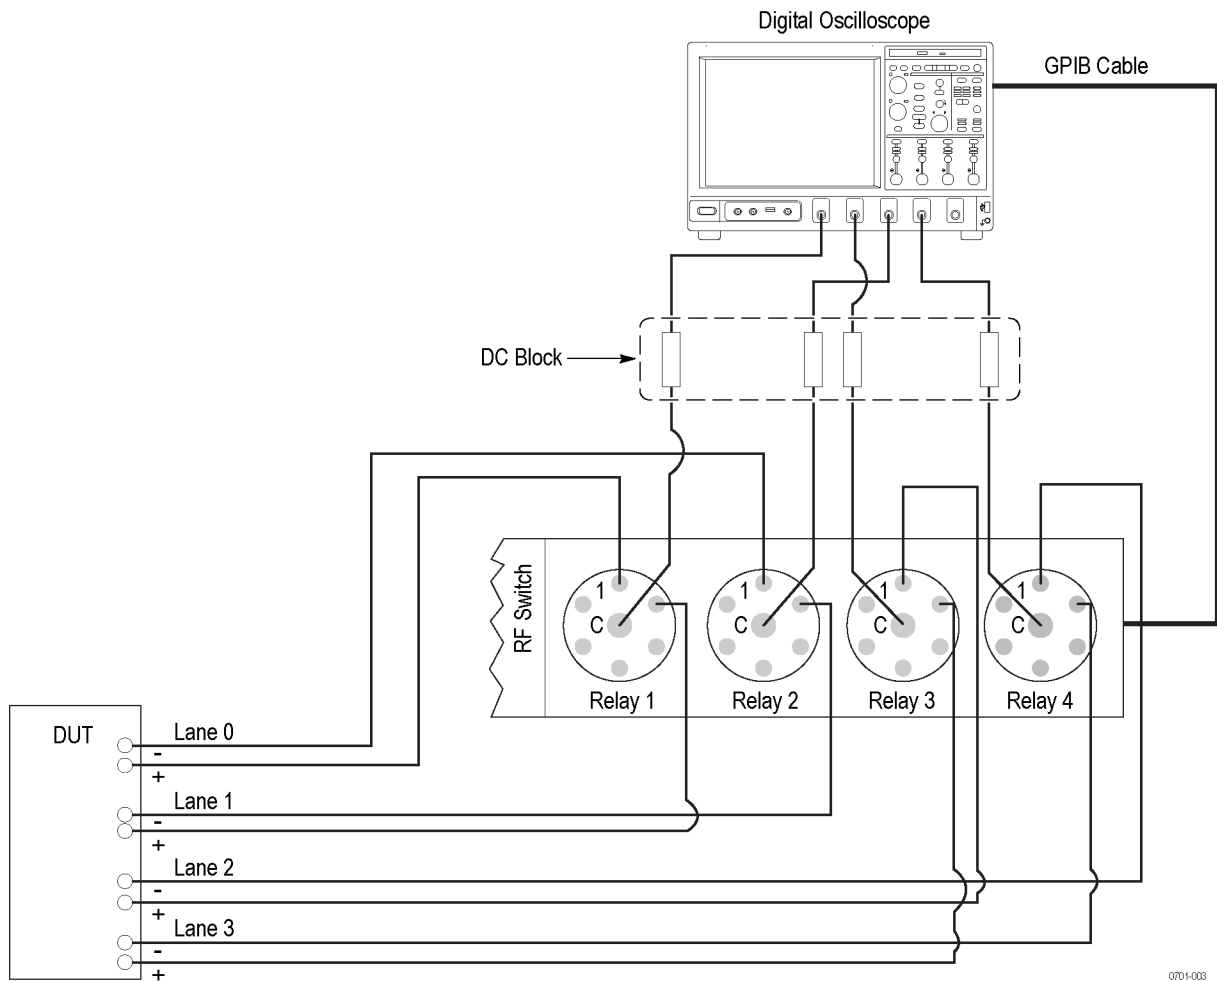 Digital Oscilloscope
GPIB Cable
DC Block
RF Switch
1
C
Relay 1
1
C
Relay 2
1
C
Relay 3
1
C
Relay 4
DUT
Lane 0
-
+
Lane 1
-
+
Lane 2
-
+
Lane 3
-
+
0701-003